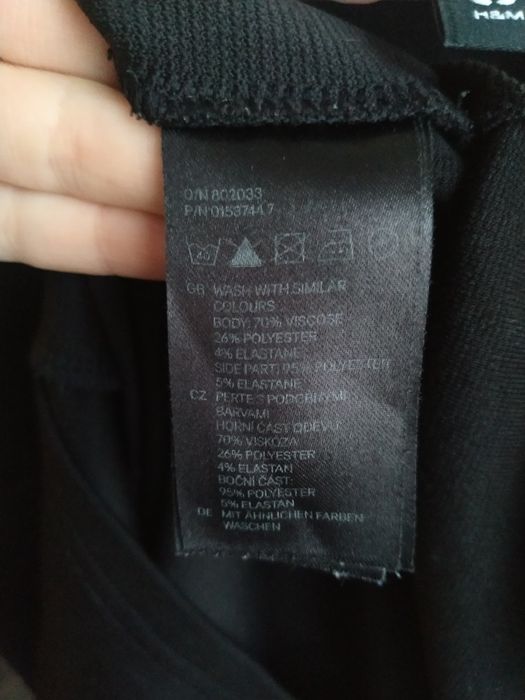 H&M
O/N 802033
P/N 0153744.7
40
GB WASH WITH SIMILAR
COLOURS
BODY: 70% VISCOSE
26% POLYESTER
4% ELASTANE
SIDE PART: 95% POLYESTER
5% ELASTANE
CZ PERTE S PODOBNÝMI
BARVAMI
HORNÍ ČÁST ODĚVU:
70% VISKÓZA
26% POLYESTER
4% ELASTAN
BOČNÍ ČÁST:
95% POLYESTER
5% ELASTAN
DE MIT ÄHNLICHEN FARBEN
WASCHEN